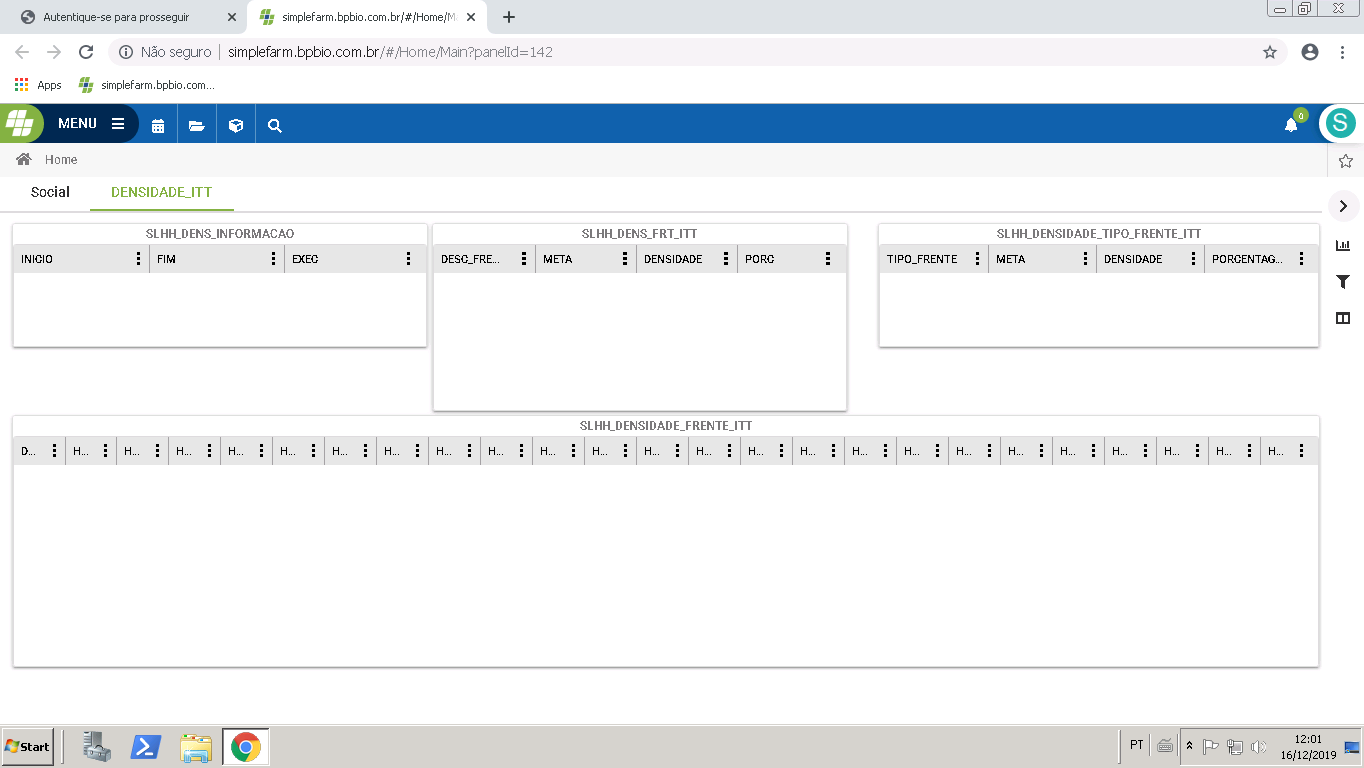 Autentique-se para prosseguir
simplefarm.bpbio.com.br/#/Home/M
Não seguro simplefarm.bpbio.com.br/#/Home/Main?panelId=142
Apps simplefarm.bpbio.com...
MENU 0 S
Home
Social DENSIDADE_ITT
SLHH_DENS_INFORMACAO
INICIO FIM EXEC
SLHH_DENS_FRT_ITT
DESC_FRE... META DENSIDADE PORC
SLHH_DENSIDADE_TIPO_FRENTE_ITT
TIPO_FRENTE META DENSIDADE PORCENTAG...
SLHH_DENSIDADE_FRENTE_ITT
D... H... H... H... H... H... H... H... H... H... H... H... H... H... H... H... H... H... H... H... H... H... H... H... H...
Start PT 12:01
16/12/2019